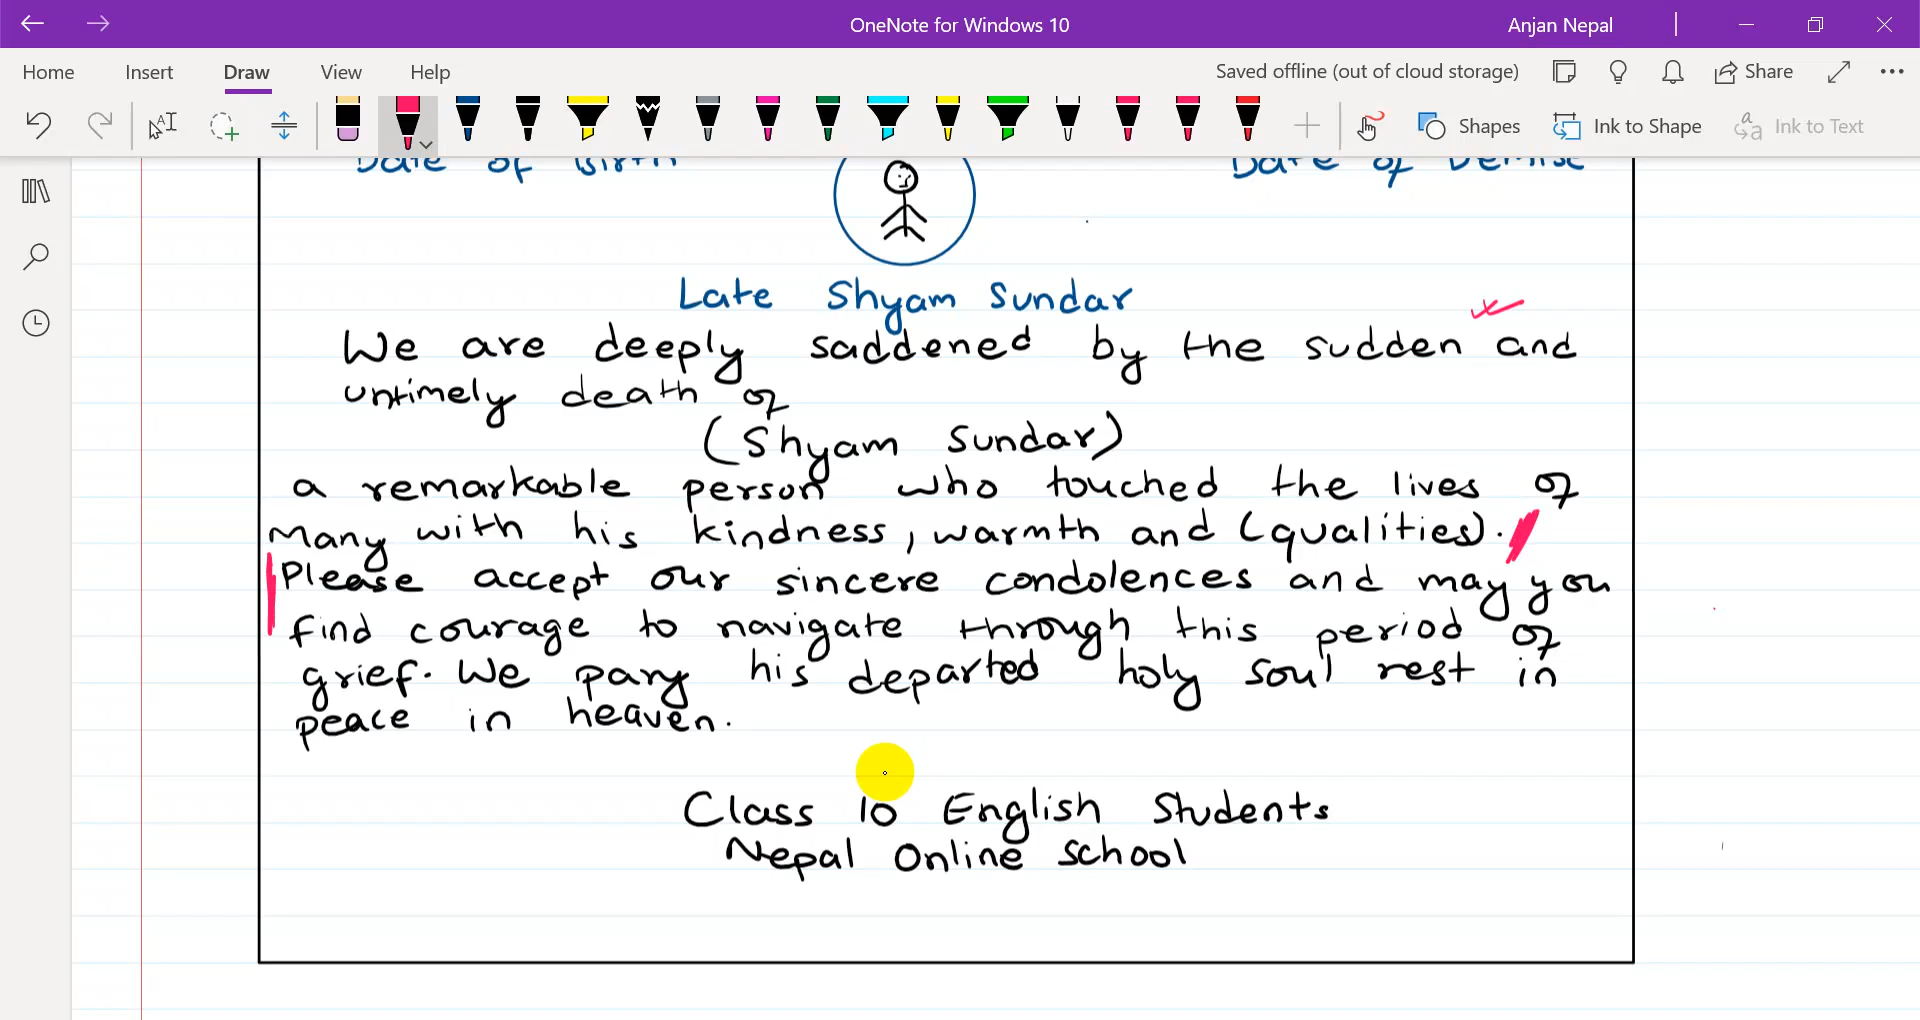 OneNote for Windows 10
Anjan Nepal
Home Insert Draw View Help
Saved offline (out of cloud storage)
Share
Shapes
Ink to Shape
Ink to Text
Date of Birth
Date of Demise
Late Shyam Sundar
We are deeply saddened by the sudden and
untimely death of
(Shyam Sundar)
a remarkable person who touched the lives of
many with his kindness, warmth and (qualities).
Please accept our sincere condolences and may you
find courage to navigate through this period of
grief. We pary his departed holy soul rest in
peace in heaven.
Class 10 English Students
Nepal Online School